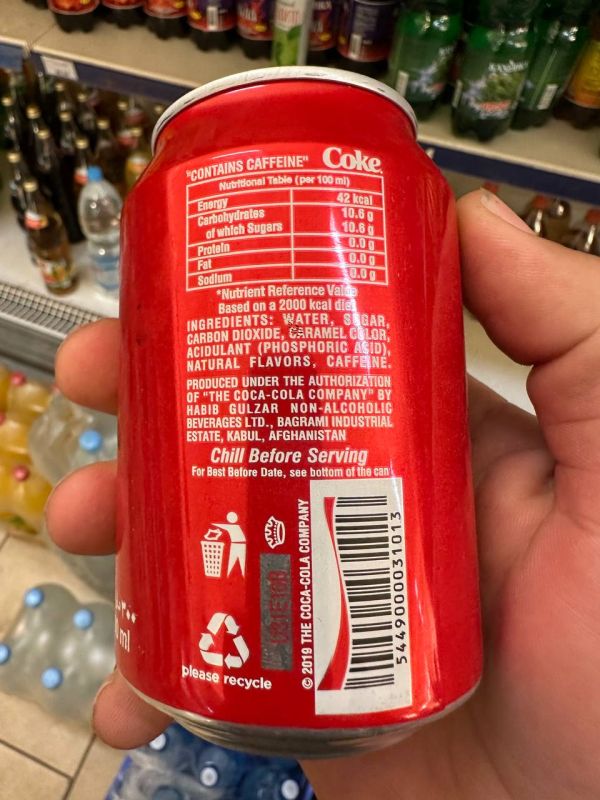 "CONTAINS CAFFEINE" Coke
Nutritional Table (per 100 ml)
Energy 42 kcal
Carbohydrates 10.6 g
of which Sugars 10.6 g
Protein 0.0 g
Fat 0.0 g
Sodium 0.0 g
*Nutrient Reference Value
Based on a 2000 kcal diet
INGREDIENTS: WATER, SUGAR,
CARBON DIOXIDE, CARAMEL COLOR,
ACIDULANT (PHOSPHORIC ACID),
NATURAL FLAVORS, CAFFEINE.
PRODUCED UNDER THE AUTHORIZATION
OF "THE COCA-COLA COMPANY" BY
HABIB GULZAR NON-ALCOHOLIC
BEVERAGES LTD., BAGRAMI INDUSTRIAL
ESTATE, KABUL, AFGHANISTAN
Chill Before Serving
For Best Before Date, see bottom of the can
please recycle
© 2019 THE COCA-COLA COMPANY
5449000031013
ml